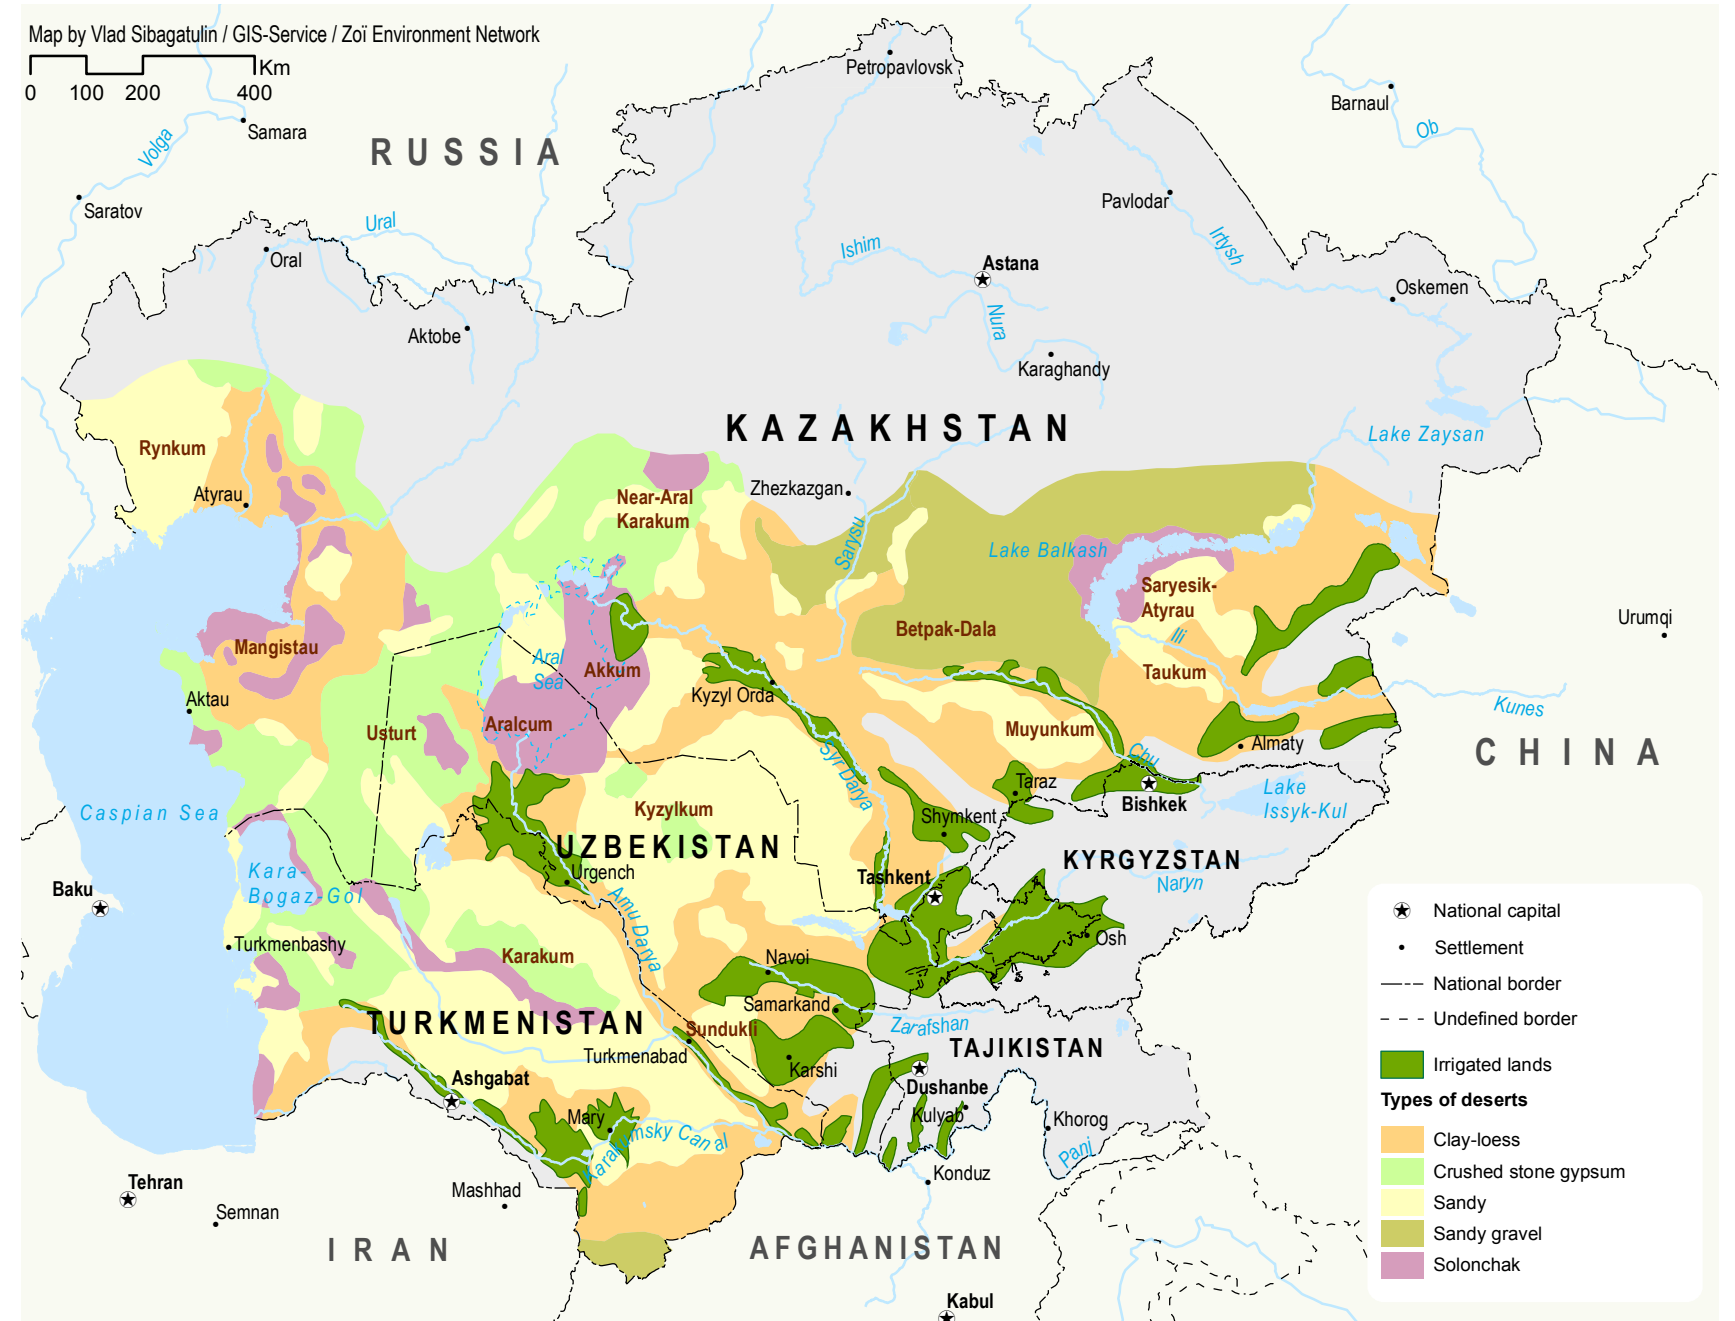 Map by Vlad Sibagatulin / GIS-Service / Zoï Environment Network
Km
0 100 200 400
Petropavlovsk
Barnaul
Ob
Samara
Volga
RUSSIA
Saratov
Pavlodar
Ural
Oral
Ishim
Irtysh
Astana
Oskemen
Nura
Aktobe
Karaghandy
KAZAKHSTAN
Lake Zaysan
Rynkum
Atyrau
Zhezkazgan
Near-Aral
Karakum
Sarysu
Lake Balkash
Saryesik-
Atyrau
Urumqi
Betpak-Dala
Ili
Mangistau
Aral
Sea
Akkum
Taukum
Kyzyl Orda
Aktau
Kunes
Usturt
Aralcum
Muyunkum
Almaty
CHINA
Chu
Syr Darya
Taraz
Lake
Issyk-Kul
Bishkek
Caspian Sea
Kyzylkum
Shymkent
UZBEKISTAN
KYRGYZSTAN
Kara-
Bogaz-Gol
Urgench
Tashkent
Naryn
Baku
Amu Darya
Osh
Turkmenbashy
Karakum
Navoi
Samarkand
TURKMENISTAN
Sundukli
Zarafshan
Turkmenabad
TAJIKISTAN
Karshi
Ashgabat
Dushanbe
Mary
Kulyab
Khorog
Karakumsky Canal
Panj
Tehran
Mashhad
Konduz
Semnan
IRAN
AFGHANISTAN
Kabul
National capital
Settlement
National border
Undefined border
Irrigated lands
Types of deserts
Clay-loess
Crushed stone gypsum
Sandy
Sandy gravel
Solonchak